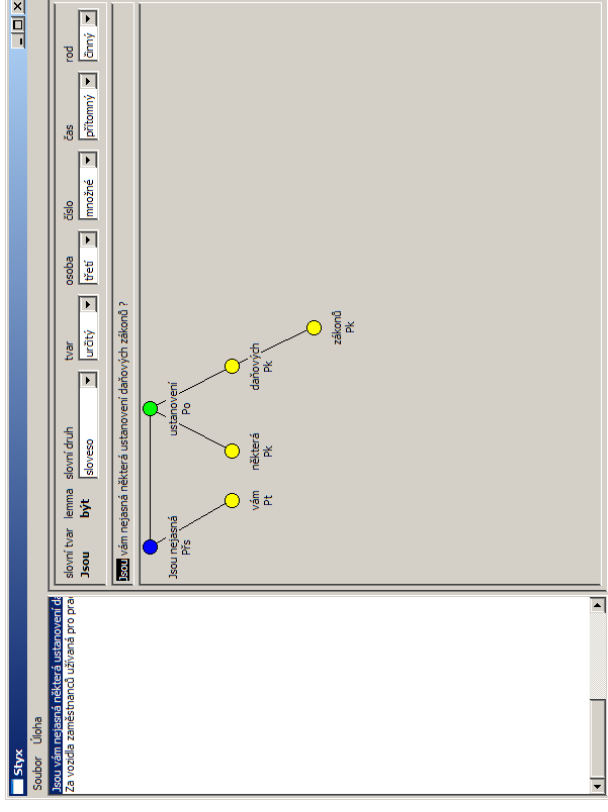 Styx
Soubor Úloha
Jsou vám nejasná některá ustanovení da
Za vozidla zaměstnanců užívaná pro prac
slovní tvar lemma slovní druh tvar osoba číslo čas rod
Jsou být sloveso určitý třetí množné přítomný činný
Jsou vám nejasná některá ustanovení daňových zákonů ?
Jsou nejasná
Přs
ustanovení
Po
vám
Pt
některá
Pk
daňových
Pk
zákonů
Pk